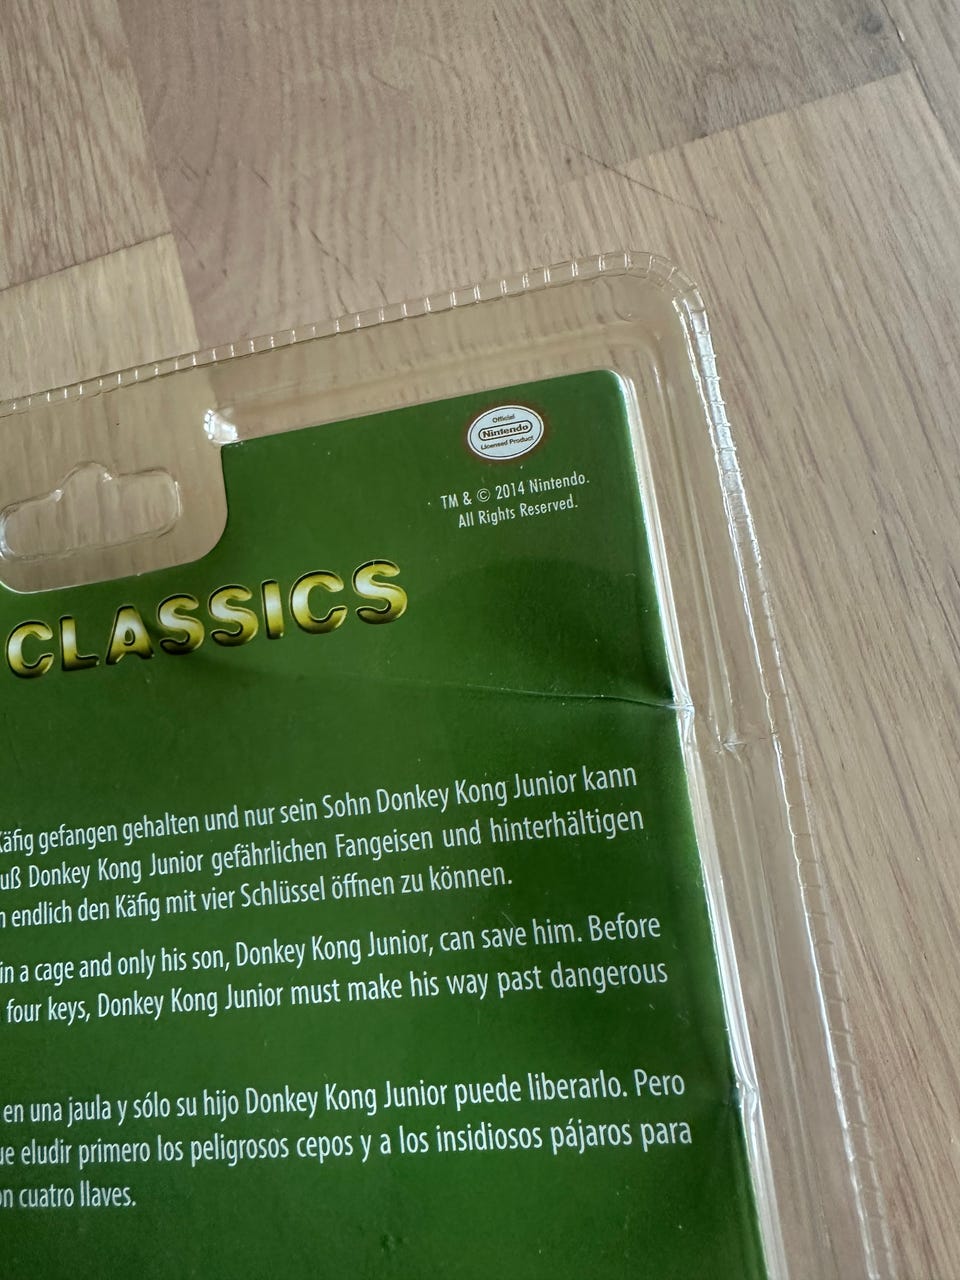 Official
Nintendo
Licensed Product
TM & © 2014 Nintendo.
All Rights Reserved.
CLASSICS
Käfig gefangen gehalten und nur sein Sohn Donkey Kong Junior kann
uß Donkey Kong Junior gefährlichen Fangeisen und hinterhältigen
n endlich den Käfig mit vier Schlüssel öffnen zu können.
in a cage and only his son, Donkey Kong Junior, can save him. Before
four keys, Donkey Kong Junior must make his way past dangerous
en una jaula y sólo su hijo Donkey Kong Junior puede liberarlo. Pero
ue eludir primero los peligrosos cepos y a los insidiosos pájaros para
on cuatro llaves.